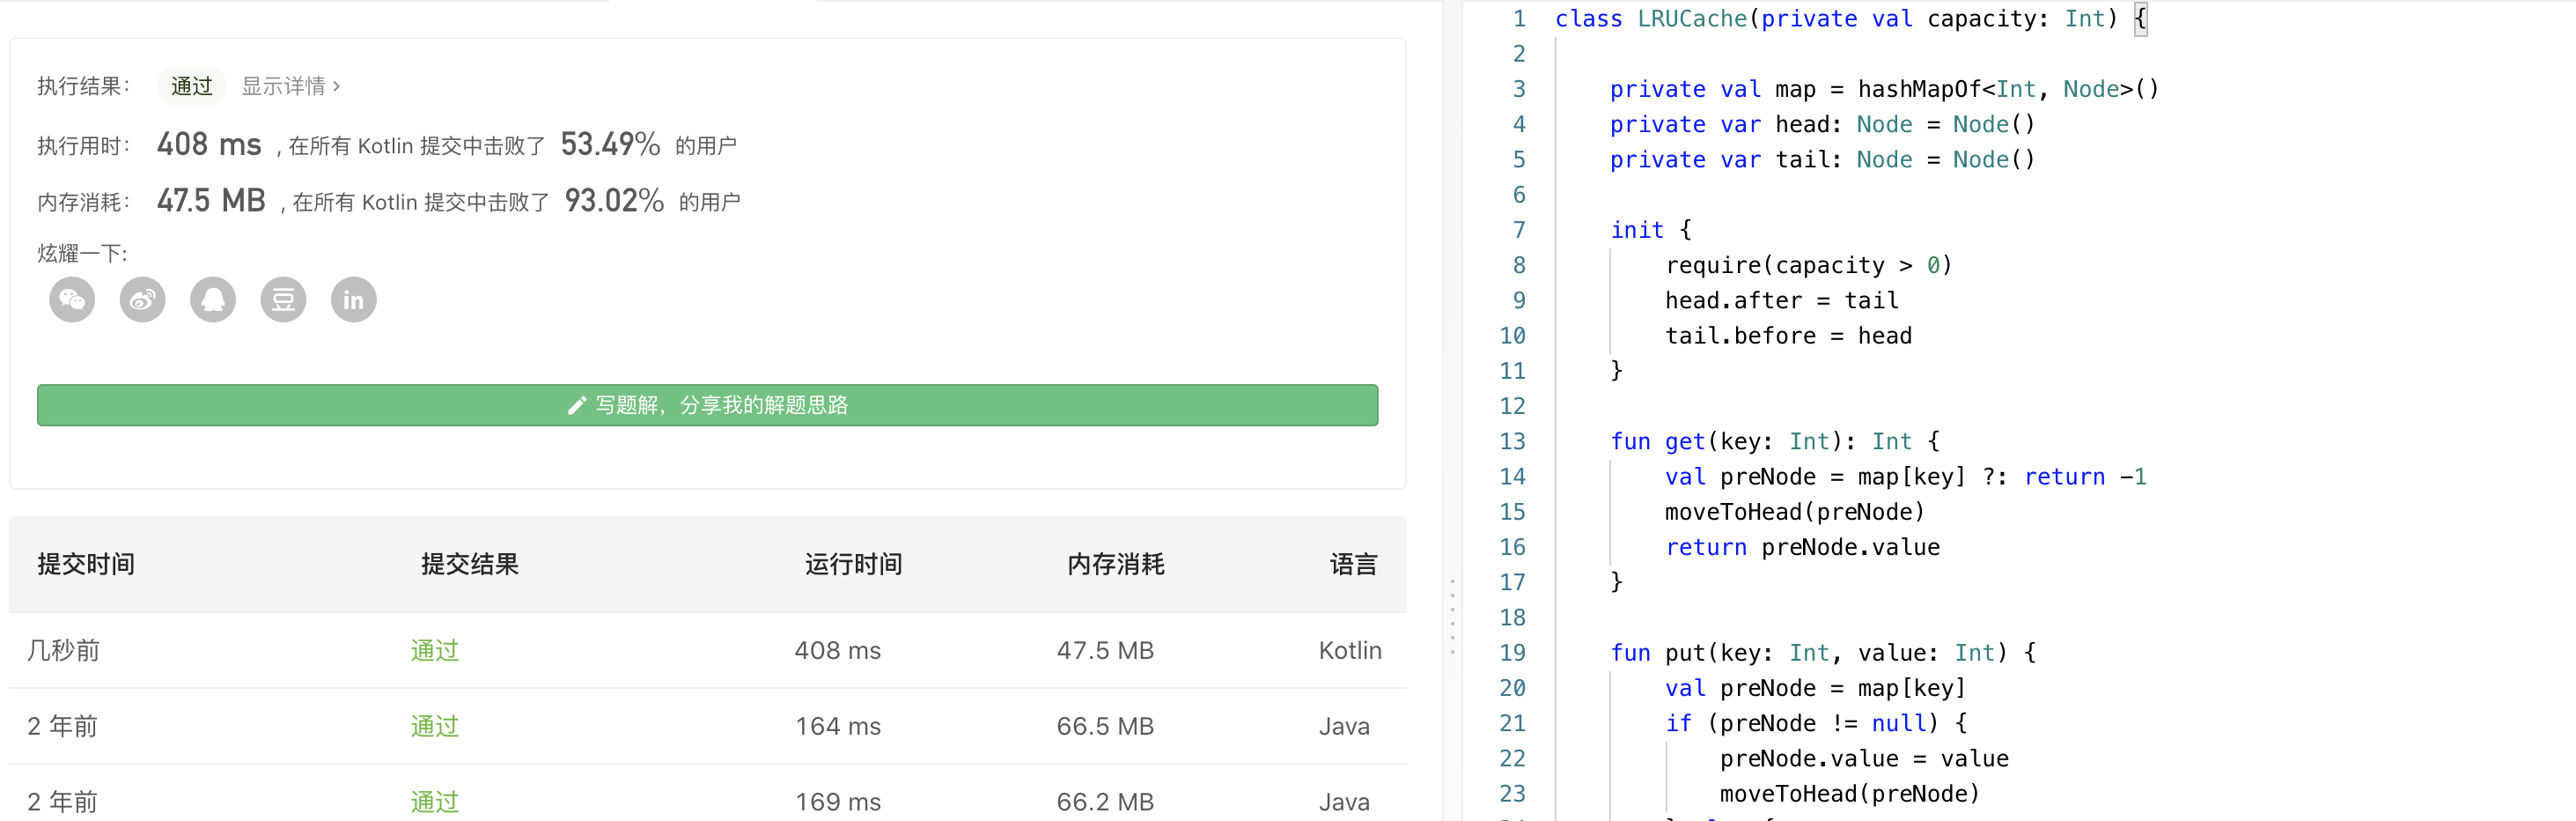 执行结果： 通过 显示详情 ›
执行用时： 408 ms , 在所有 Kotlin 提交中击败了 53.49% 的用户
内存消耗： 47.5 MB , 在所有 Kotlin 提交中击败了 93.02% 的用户
炫耀一下:
豆 in
写题解，分享我的解题思路
提交时间 提交结果 运行时间 内存消耗 语言
几秒前 通过 408 ms 47.5 MB Kotlin
2 年前 通过 164 ms 66.5 MB Java
2 年前 通过 169 ms 66.2 MB Java
1 class LRUCache(private val capacity: Int) {
2
3 private val map = hashMapOf<Int, Node>()
4 private var head: Node = Node()
5 private var tail: Node = Node()
6
7 init {
8 require(capacity > 0)
9 head.after = tail
10 tail.before = head
11 }
12
13 fun get(key: Int): Int {
14 val preNode = map[key] ?: return -1
15 moveToHead(preNode)
16 return preNode.value
17 }
18
19 fun put(key: Int, value: Int) {
20 val preNode = map[key]
21 if (preNode != null) {
22 preNode.value = value
23 moveToHead(preNode)